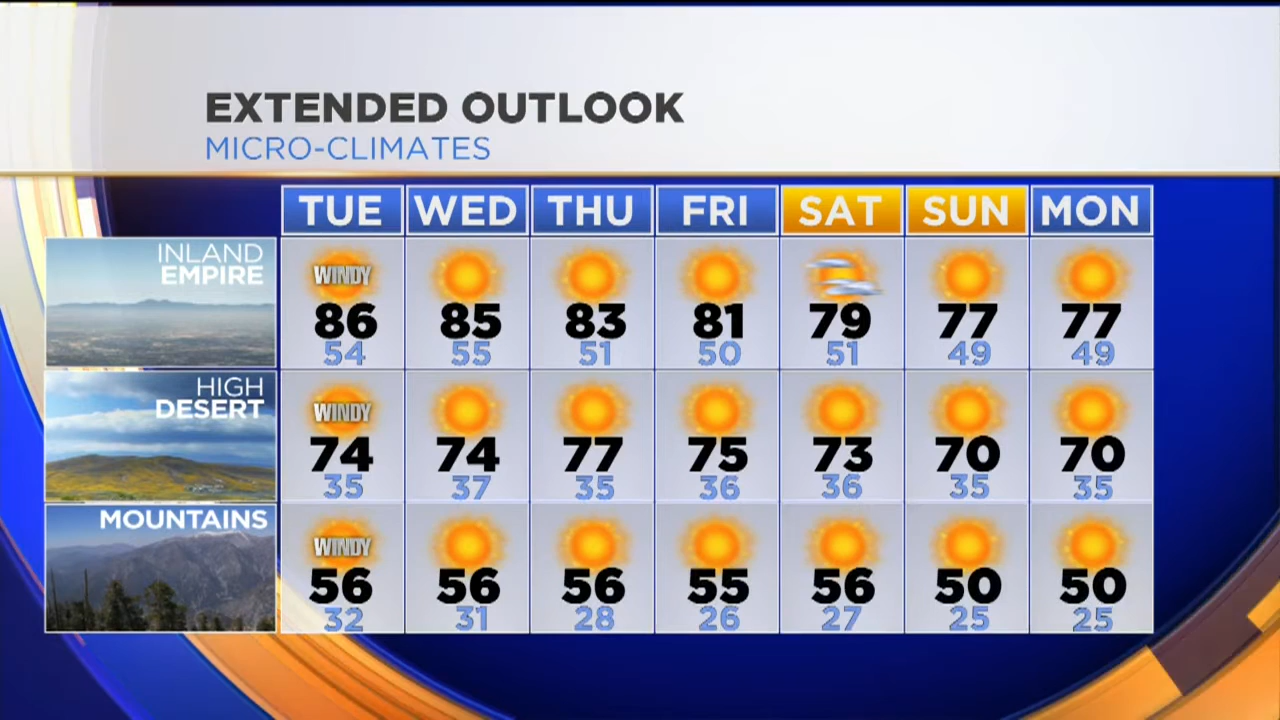 EXTENDED OUTLOOK
MICRO-CLIMATES
TUE WED THU FRI SAT SUN MON
INLAND
EMPIRE
WINDY
86 85 83 81 79 77 77
54 55 51 50 51 49 49
HIGH
DESERT
WINDY
74 74 77 75 73 70 70
35 37 35 36 36 35 35
MOUNTAINS
WINDY
56 56 56 55 56 50 50
32 31 28 26 27 25 25